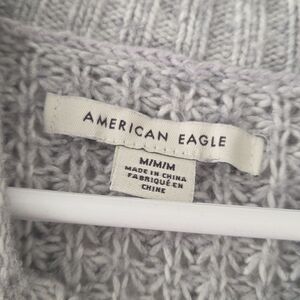 AMERICAN EAGLE
M/M/M
MADE IN CHINA
FABRIQUÉ EN
CHINE